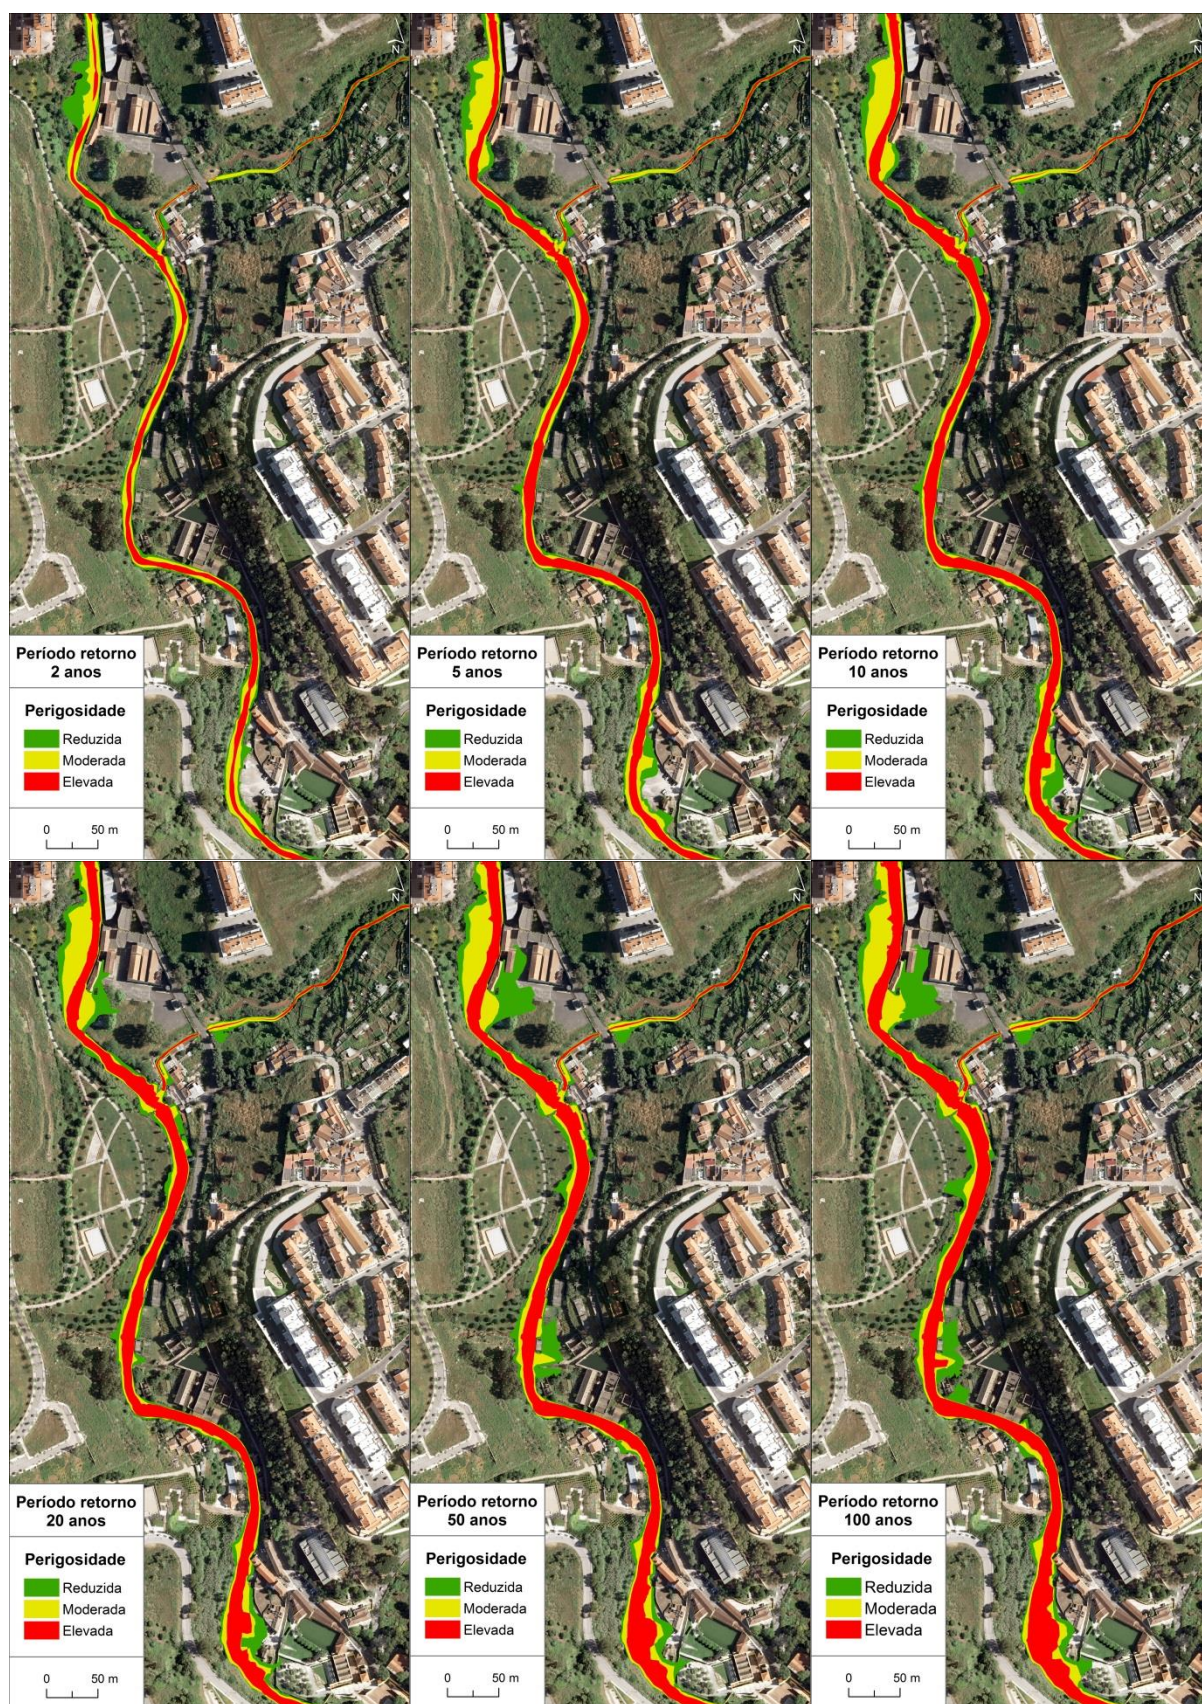 N
N
N
Período retorno
2 anos
Perigosidade
Reduzida
Moderada
Elevada
0 50 m
Período retorno
5 anos
Perigosidade
Reduzida
Moderada
Elevada
0 50 m
Período retorno
10 anos
Perigosidade
Reduzida
Moderada
Elevada
0 50 m
N
N
N
Período retorno
20 anos
Perigosidade
Reduzida
Moderada
Elevada
0 50 m
Período retorno
50 anos
Perigosidade
Reduzida
Moderada
Elevada
0 50 m
Período retorno
100 anos
Perigosidade
Reduzida
Moderada
Elevada
0 50 m